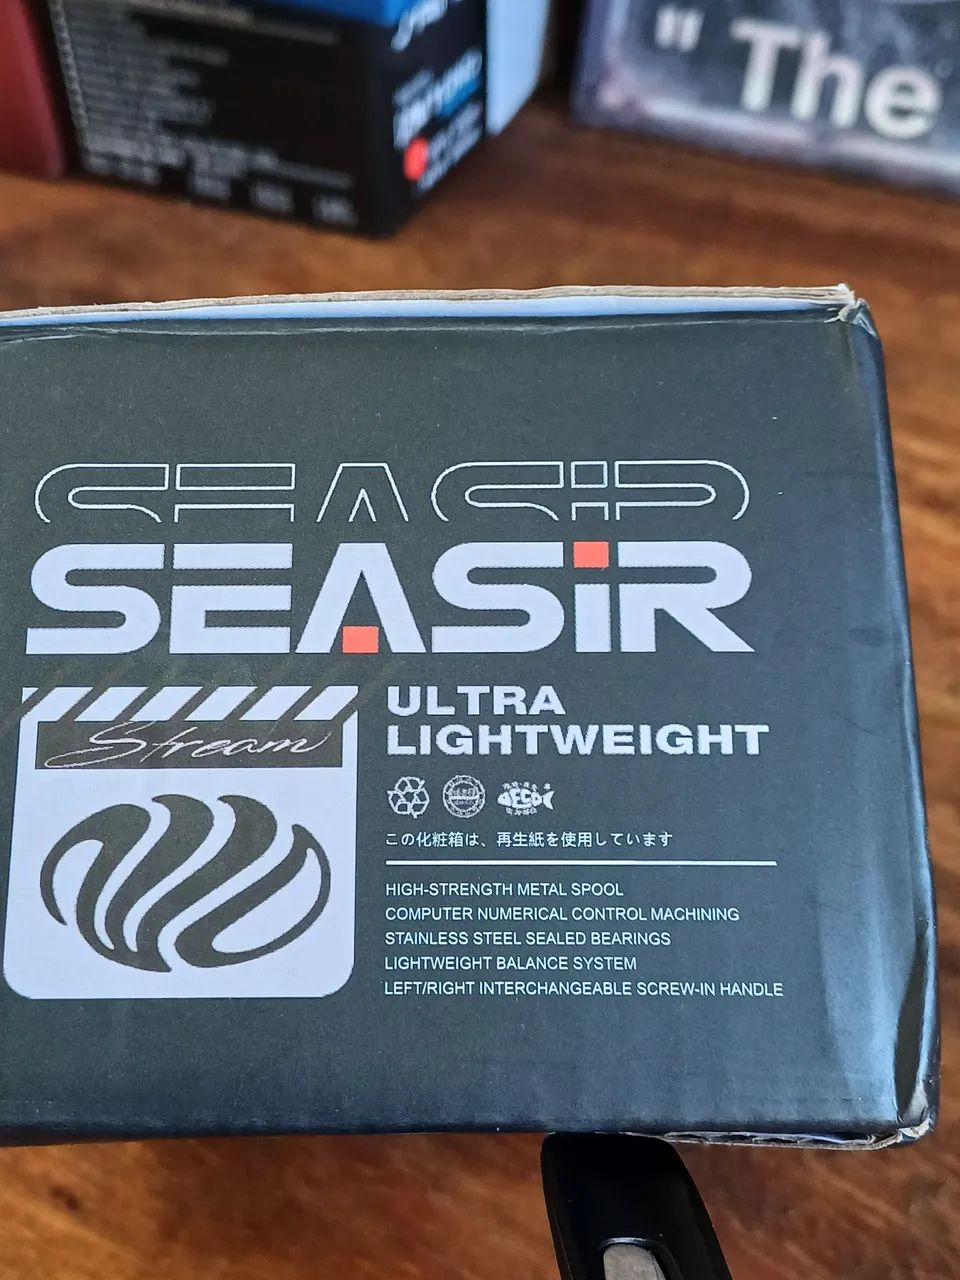 " The
SEASiR
SEASiR
Stream
ULTRA
LIGHTWEIGHT
この化粧箱は、再生紙を使用しています
HIGH-STRENGTH METAL SPOOL
COMPUTER NUMERICAL CONTROL MACHINING
STAINLESS STEEL SEALED BEARINGS
LIGHTWEIGHT BALANCE SYSTEM
LEFT/RIGHT INTERCHANGEABLE SCREW-IN HANDLE